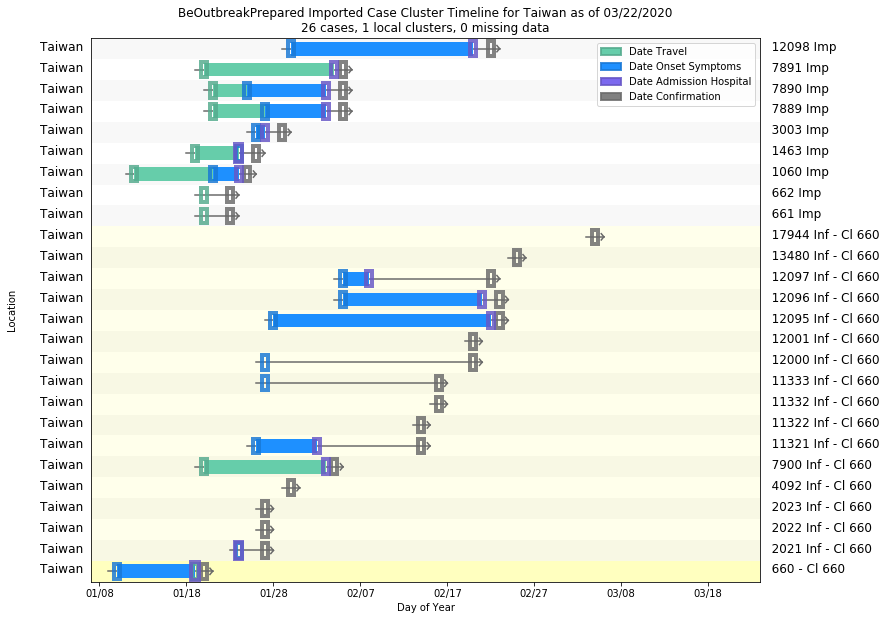 BeOutbreakPrepared Imported Case Cluster Timeline for Taiwan as of 03/22/2020
26 cases, 1 local clusters, 0 missing data
Date Travel
Date Onset Symptoms
Date Admission Hospital
Date Confirmation
Taiwan 12098 Imp
Taiwan 7891 Imp
Taiwan 7890 Imp
Taiwan 7889 Imp
Taiwan 3003 Imp
Taiwan 1463 Imp
Taiwan 1060 Imp
Taiwan 662 Imp
Taiwan 661 Imp
Taiwan 17944 Inf - Cl 660
Taiwan 13480 Inf - Cl 660
Taiwan 12097 Inf - Cl 660
Taiwan 12096 Inf - Cl 660
Taiwan 12095 Inf - Cl 660
Taiwan 12001 Inf - Cl 660
Taiwan 12000 Inf - Cl 660
Taiwan 11333 Inf - Cl 660
Taiwan 11332 Inf - Cl 660
Taiwan 11322 Inf - Cl 660
Taiwan 11321 Inf - Cl 660
Taiwan 7900 Inf - Cl 660
Taiwan 4092 Inf - Cl 660
Taiwan 2023 Inf - Cl 660
Taiwan 2022 Inf - Cl 660
Taiwan 2021 Inf - Cl 660
Taiwan 660 - Cl 660
Location
01/08 01/18 01/28 02/07 02/17 02/27 03/08 03/18
Day of Year